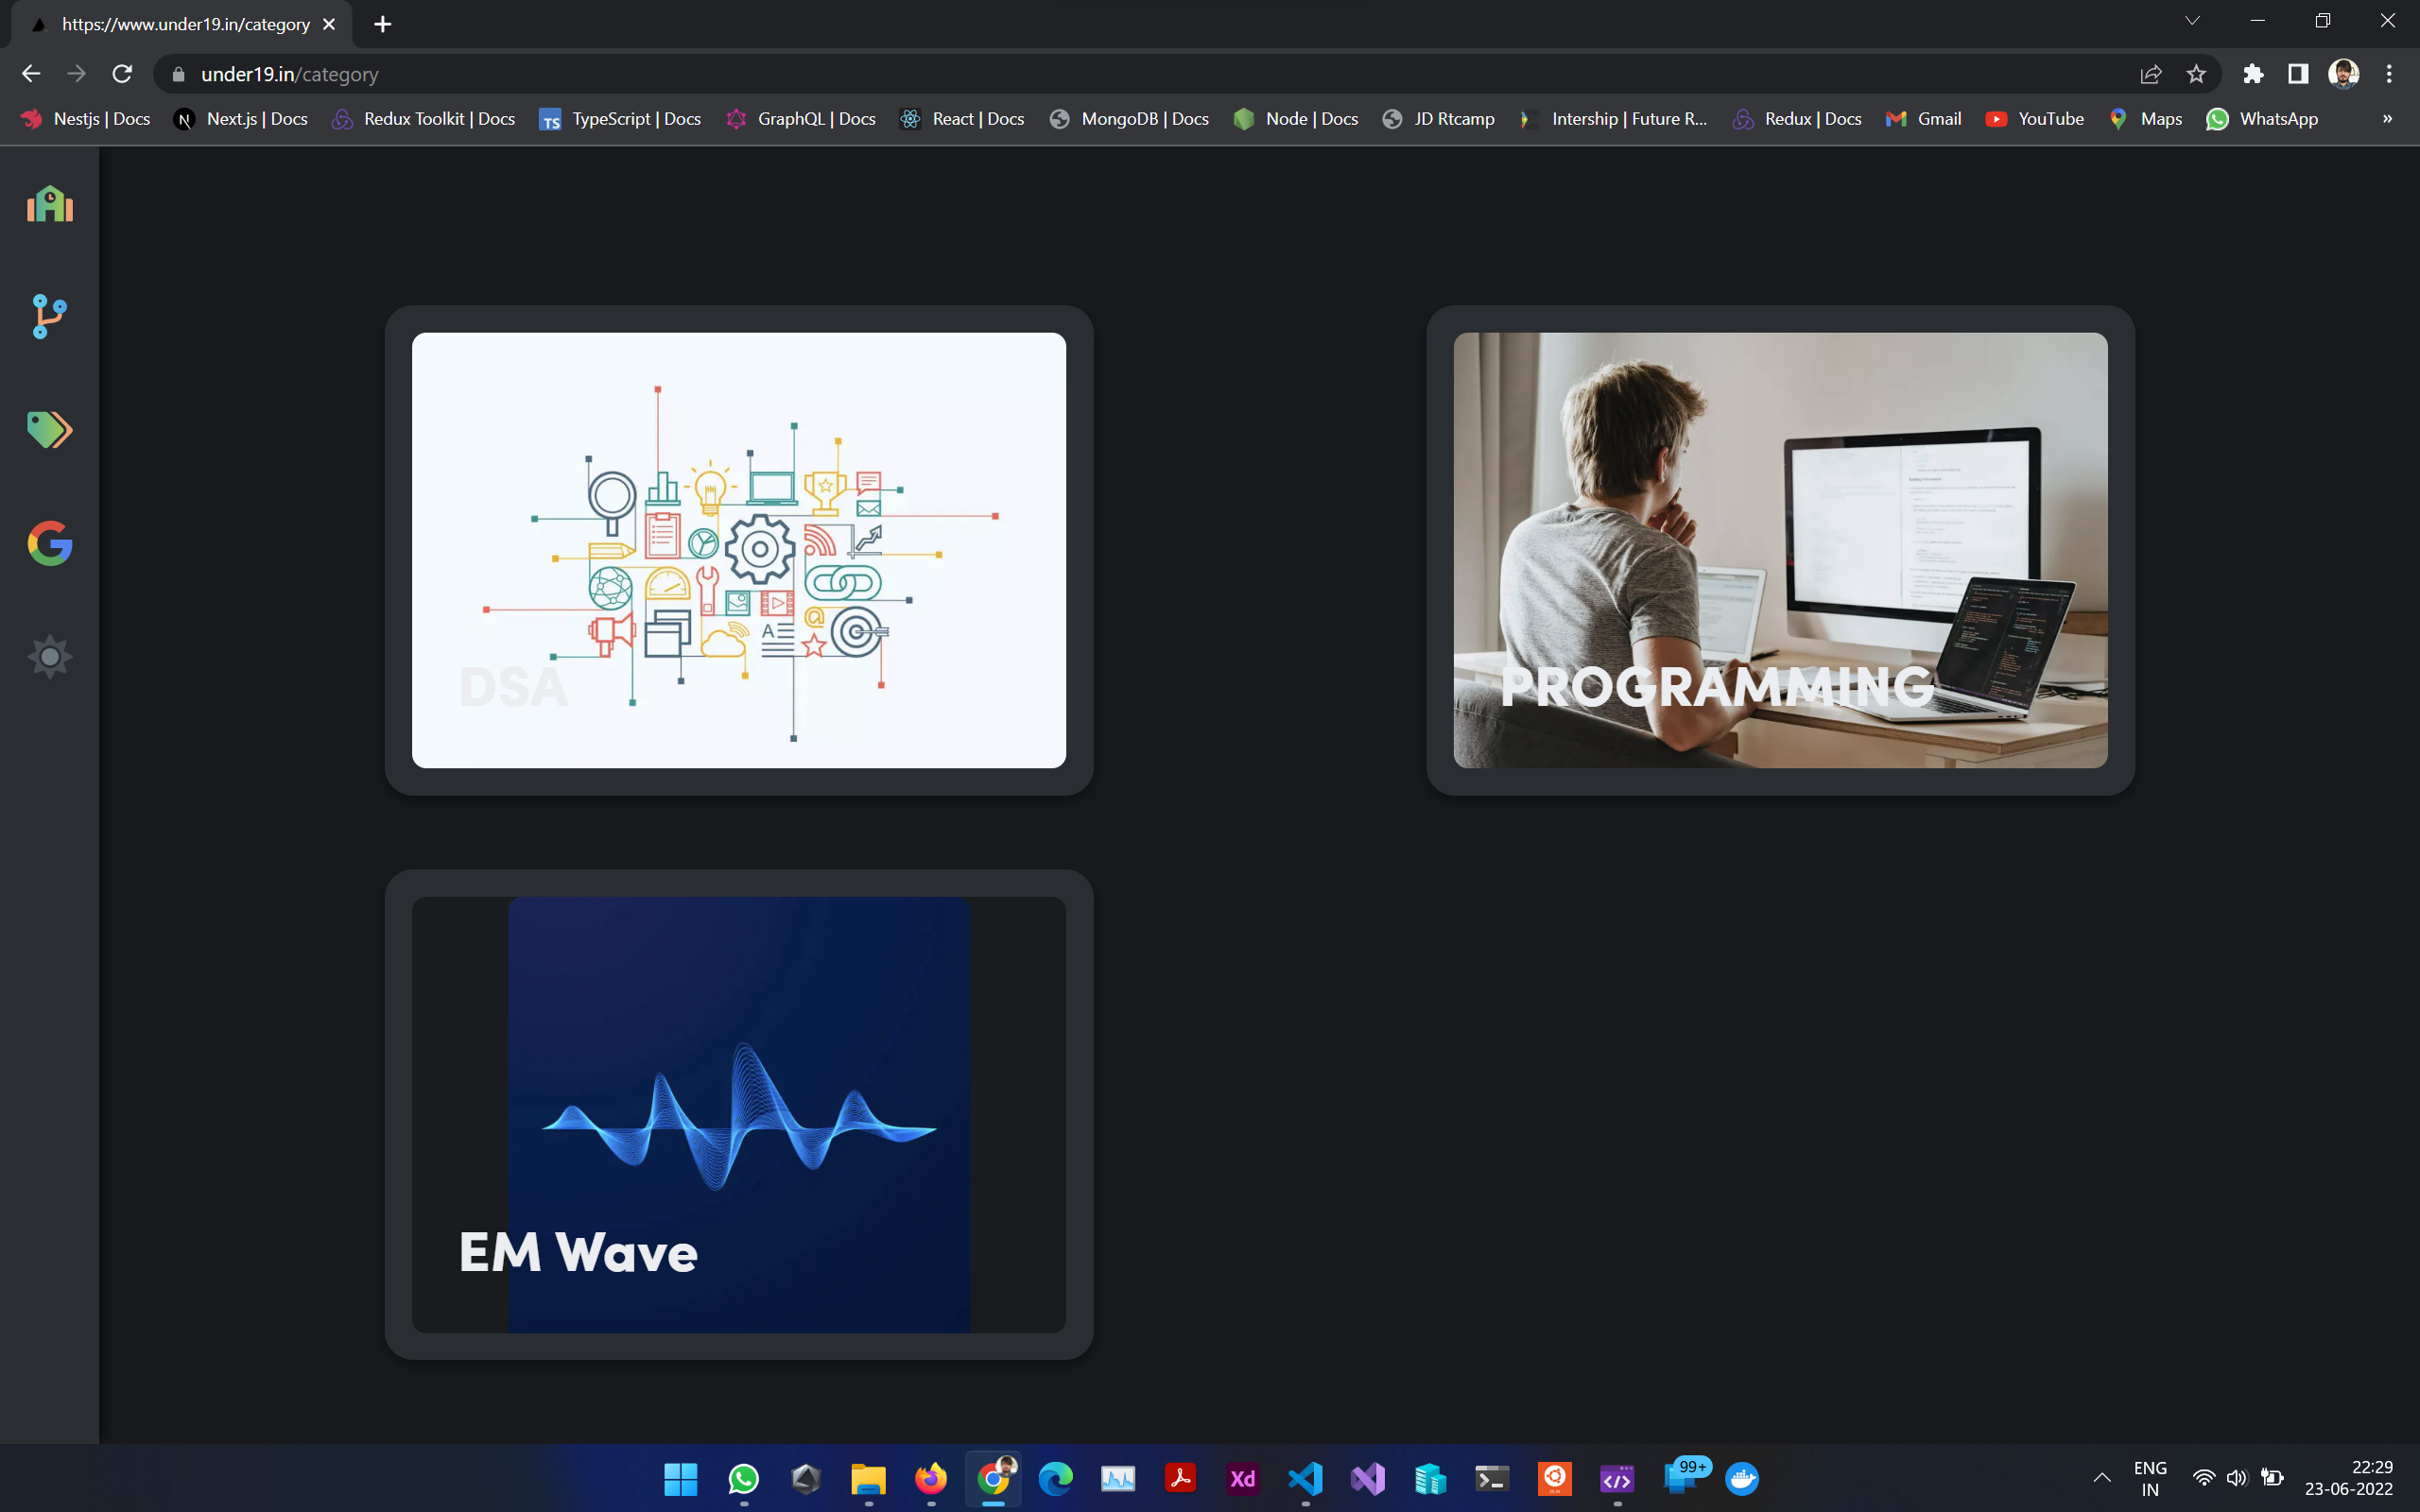 https://www.under19.in/category
under19.in/category
Nestjs | Docs
N
Next.js | Docs
Redux Toolkit | Docs
TS
TypeScript | Docs
GraphQL | Docs
React | Docs
MongoDB | Docs
Node | Docs
JD Rtcamp
Intership | Future R...
Redux | Docs
Gmail
YouTube
Maps
WhatsApp
»
DSA
PROGRAMMING
EM Wave
Xd
99+
ENG
IN
22:29
23-06-2022